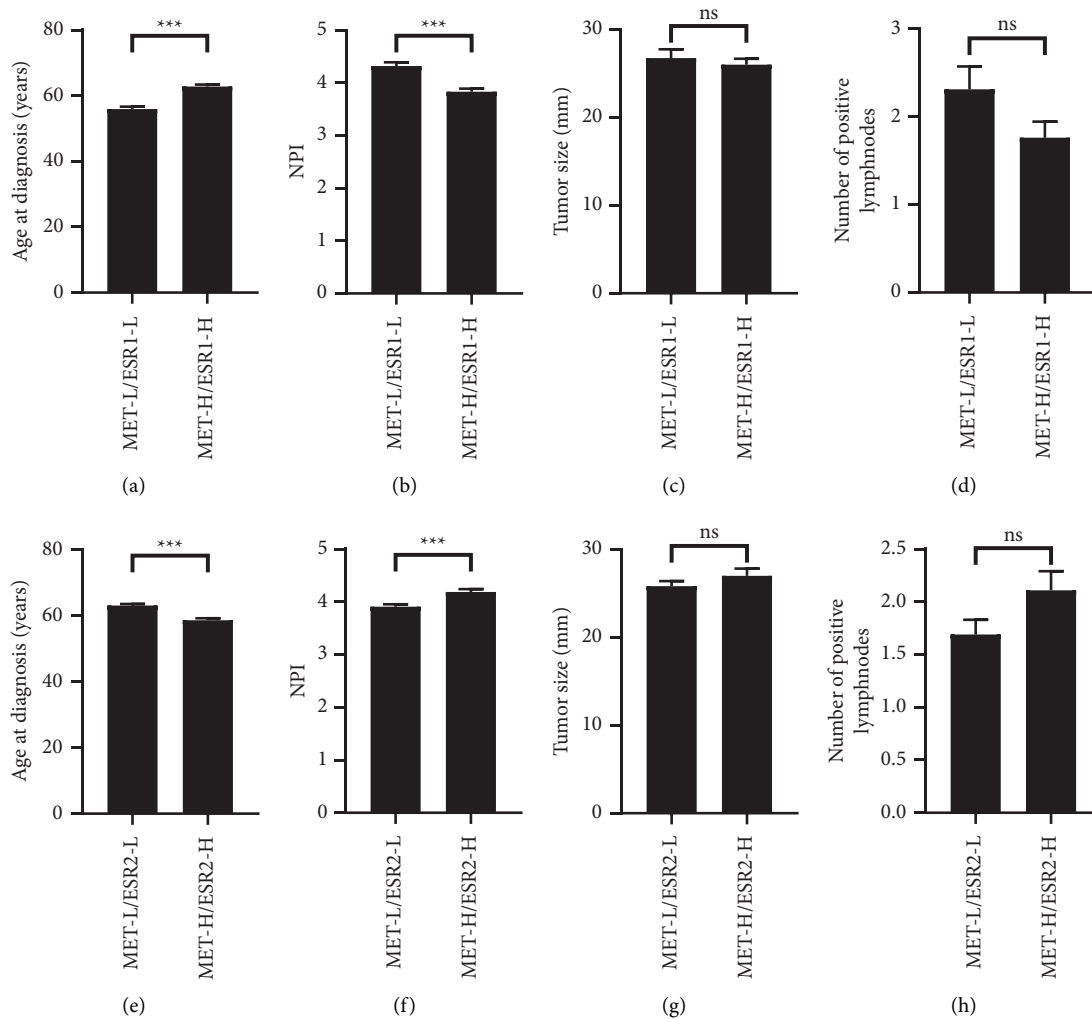 80
60
40
20
0
Age at diagnosis (years)
***
MET-L/ESR1-L
MET-H/ESR1-H
(a)
5
4
3
2
1
0
NPI
***
MET-L/ESR1-L
MET-H/ESR1-H
(b)
30
20
10
0
Tumor size (mm)
ns
MET-L/ESR1-L
MET-H/ESR1-H
(c)
3
2
1
0
Number of positive
lymphnodes
ns
MET-L/ESR1-L
MET-H/ESR1-H
(d)
80
60
40
20
0
Age at diagnosis (years)
***
MET-L/ESR2-L
MET-H/ESR2-H
(e)
5
4
3
2
1
0
NPI
***
MET-L/ESR2-L
MET-H/ESR2-H
(f)
30
20
10
0
Tumor size (mm)
ns
MET-L/ESR2-L
MET-H/ESR2-H
(g)
2.5
2.0
1.5
1.0
0.5
0.0
Number of positive
lymphnodes
ns
MET-L/ESR2-L
MET-H/ESR2-H
(h)